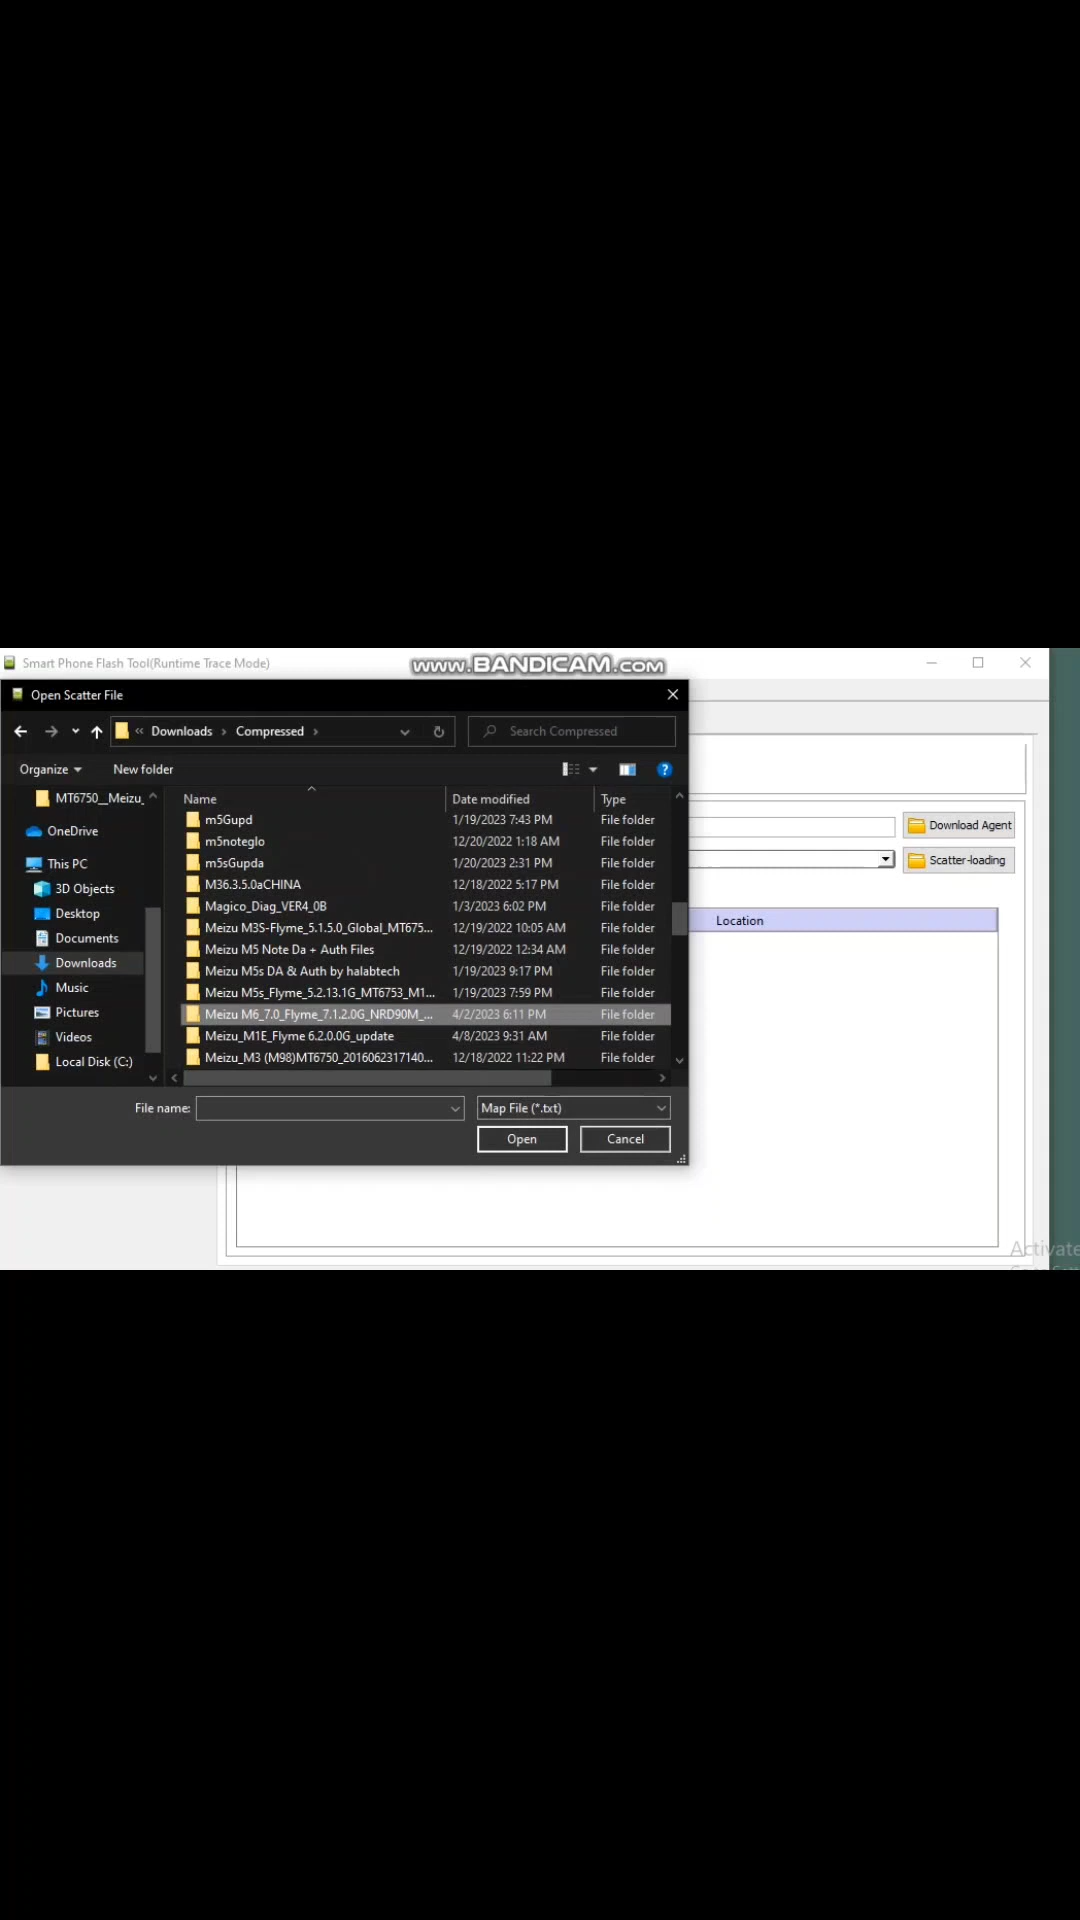 Smart Phone Flash Tool(Runtime Trace Mode)
www.BANDICAM.com
Open Scatter File
Downloads
Compressed
Search Compressed
Organize
New folder
MT6750__Meizu_
OneDrive
This PC
3D Objects
Desktop
Documents
Downloads
Music
Pictures
Videos
Local Disk (C:)
Name Date modified Type
m5Gupd 1/19/2023 7:43 PM File folder
m5noteglo 12/20/2022 1:18 AM File folder
m5sGupda 1/20/2023 2:31 PM File folder
M36.3.5.0aCHINA 12/18/2022 5:17 PM File folder
Magico_Diag_VER4_0B 1/3/2023 6:02 PM File folder
Meizu M3S-Flyme_5.1.5.0_Global_MT675... 12/19/2022 10:05 AM File folder
Meizu M5 Note Da + Auth Files 12/19/2022 12:34 AM File folder
Meizu M5s DA & Auth by halabtech 1/19/2023 9:17 PM File folder
Meizu M5s_Flyme_5.2.13.1G_MT6753_M1... 1/19/2023 7:59 PM File folder
Meizu M6_7.0_Flyme_7.1.2.0G_NRD90M_... 4/2/2023 6:11 PM File folder
Meizu_M1E_Flyme 6.2.0.0G_update 4/8/2023 9:31 AM File folder
Meizu_M3 (M98)MT6750_2016062317140... 12/18/2022 11:22 PM File folder
File name:
Map File (*.txt)
Open
Cancel
Download Agent
Scatter-loading
Location
Activate